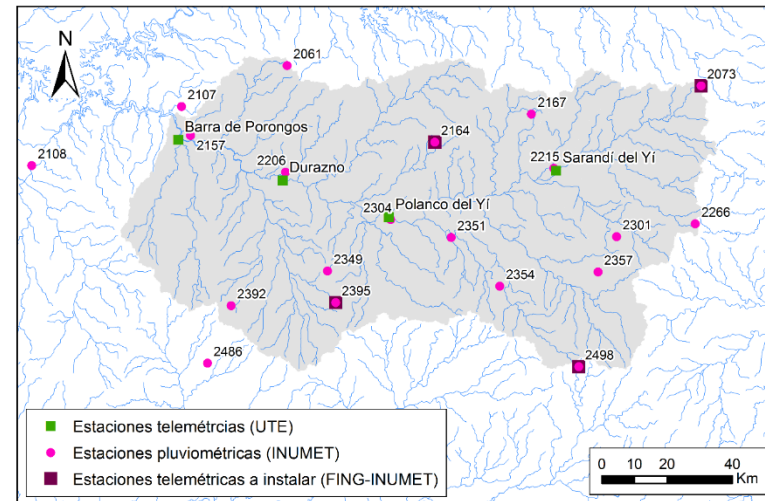 N
2061
2073
2107
2167
Barra de Porongos
2164
2157
2108
2206
Durazno
2215
Sarandí del Yí
2304
Polanco del Yí
2351
2301
2266
2349
2357
2354
2395
2392
2486
2498
Estaciones telemétrcias (UTE)
Estaciones pluviométricas (INUMET)
Estaciones telemétricas a instalar (FING-INUMET)
0 10 20 40
Km